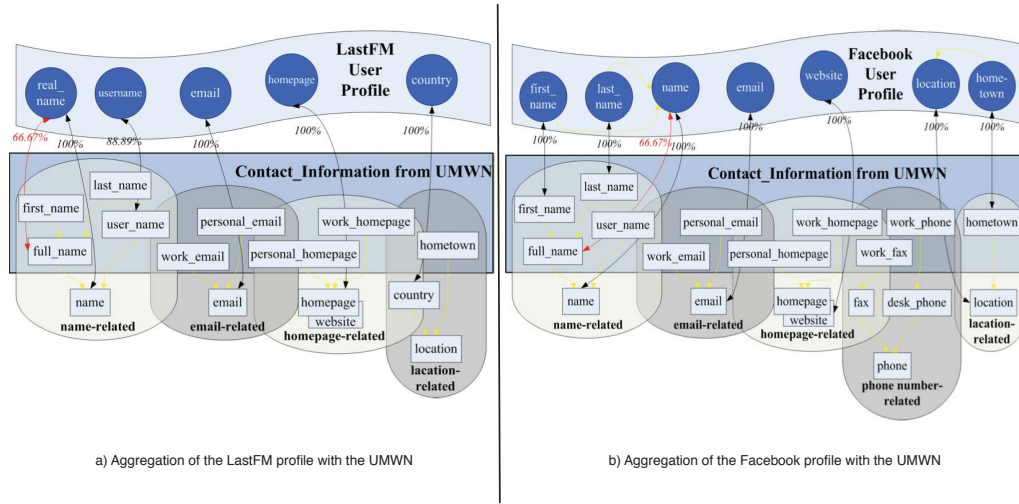 LastFM
User
Profile
real_
name
username
email
homepage
country
66.67%
100%
88.89%
100%
100%
100%
Contact_Information from UMWN
last_name
first_name
user_name
full_name
personal_email
work_homepage
hometown
work_email
personal_homepage
name
email
homepage
website
country
location
name-related
email-related
homepage-related
lacation-
related
a) Aggregation of the LastFM profile with the UMWN
Facebook
User
Profile
first_
name
last_
name
name
email
website
location
home-
town
100%
100%
66.67%
100%
100%
100%
100%
100%
Contact_Information from UMWN
last_name
first_name
user_name
full_name
personal_email
work_homepage
work_phone
hometown
work_email
personal_homepage
work_fax
name
email
homepage
website
fax
desk_phone
location
name-related
email-related
homepage-related
lacation-
related
phone
phone number-
related
b) Aggregation of the Facebook profile with the UMWN